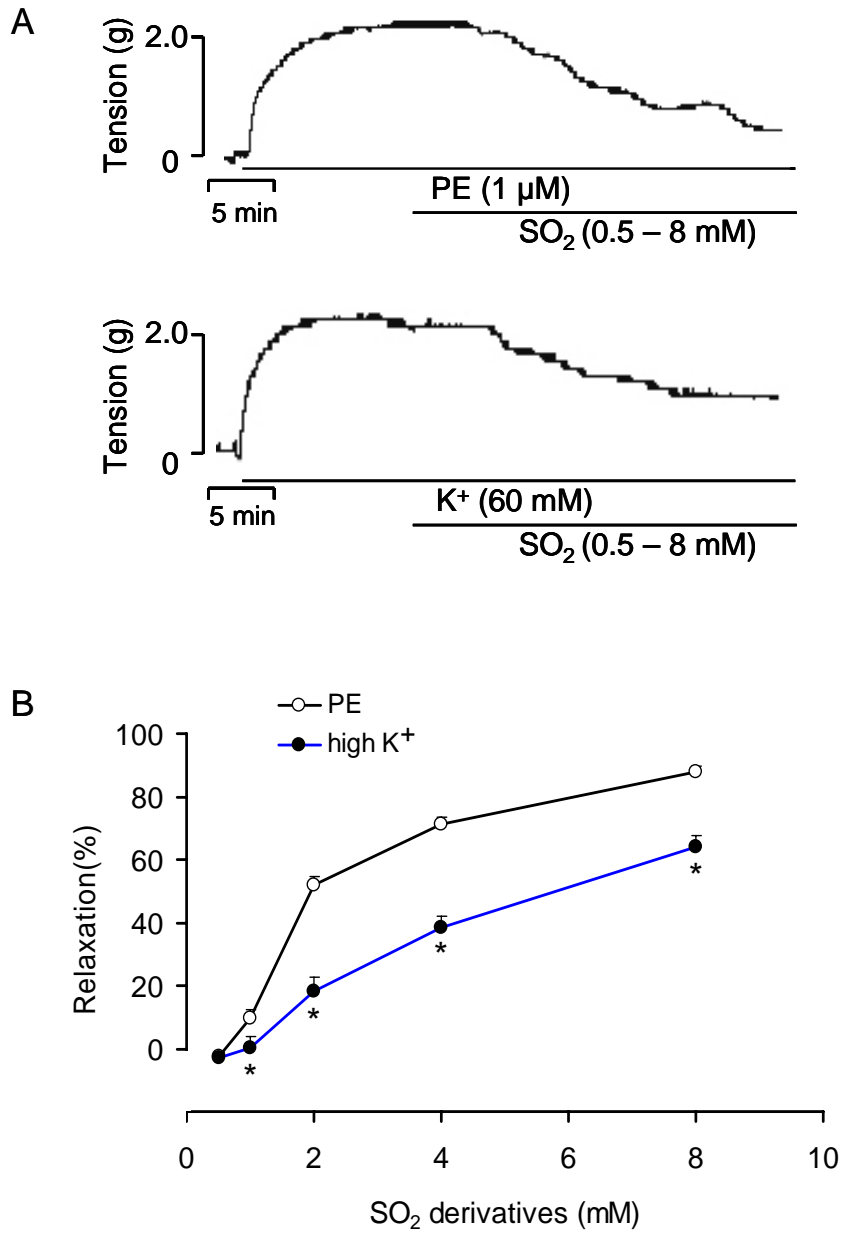 A
Tension (g)
2.0
0
5 min
PE (1 µM)
SO₂ (0.5 – 8 mM)
Tension (g)
2.0
0
5 min
K⁺ (60 mM)
SO₂ (0.5 – 8 mM)
B
PE
high K⁺
Relaxation(%)
100
80
60
40
20
0
*
*
*
*
0 2 4 6 8 10
SO₂ derivatives (mM)